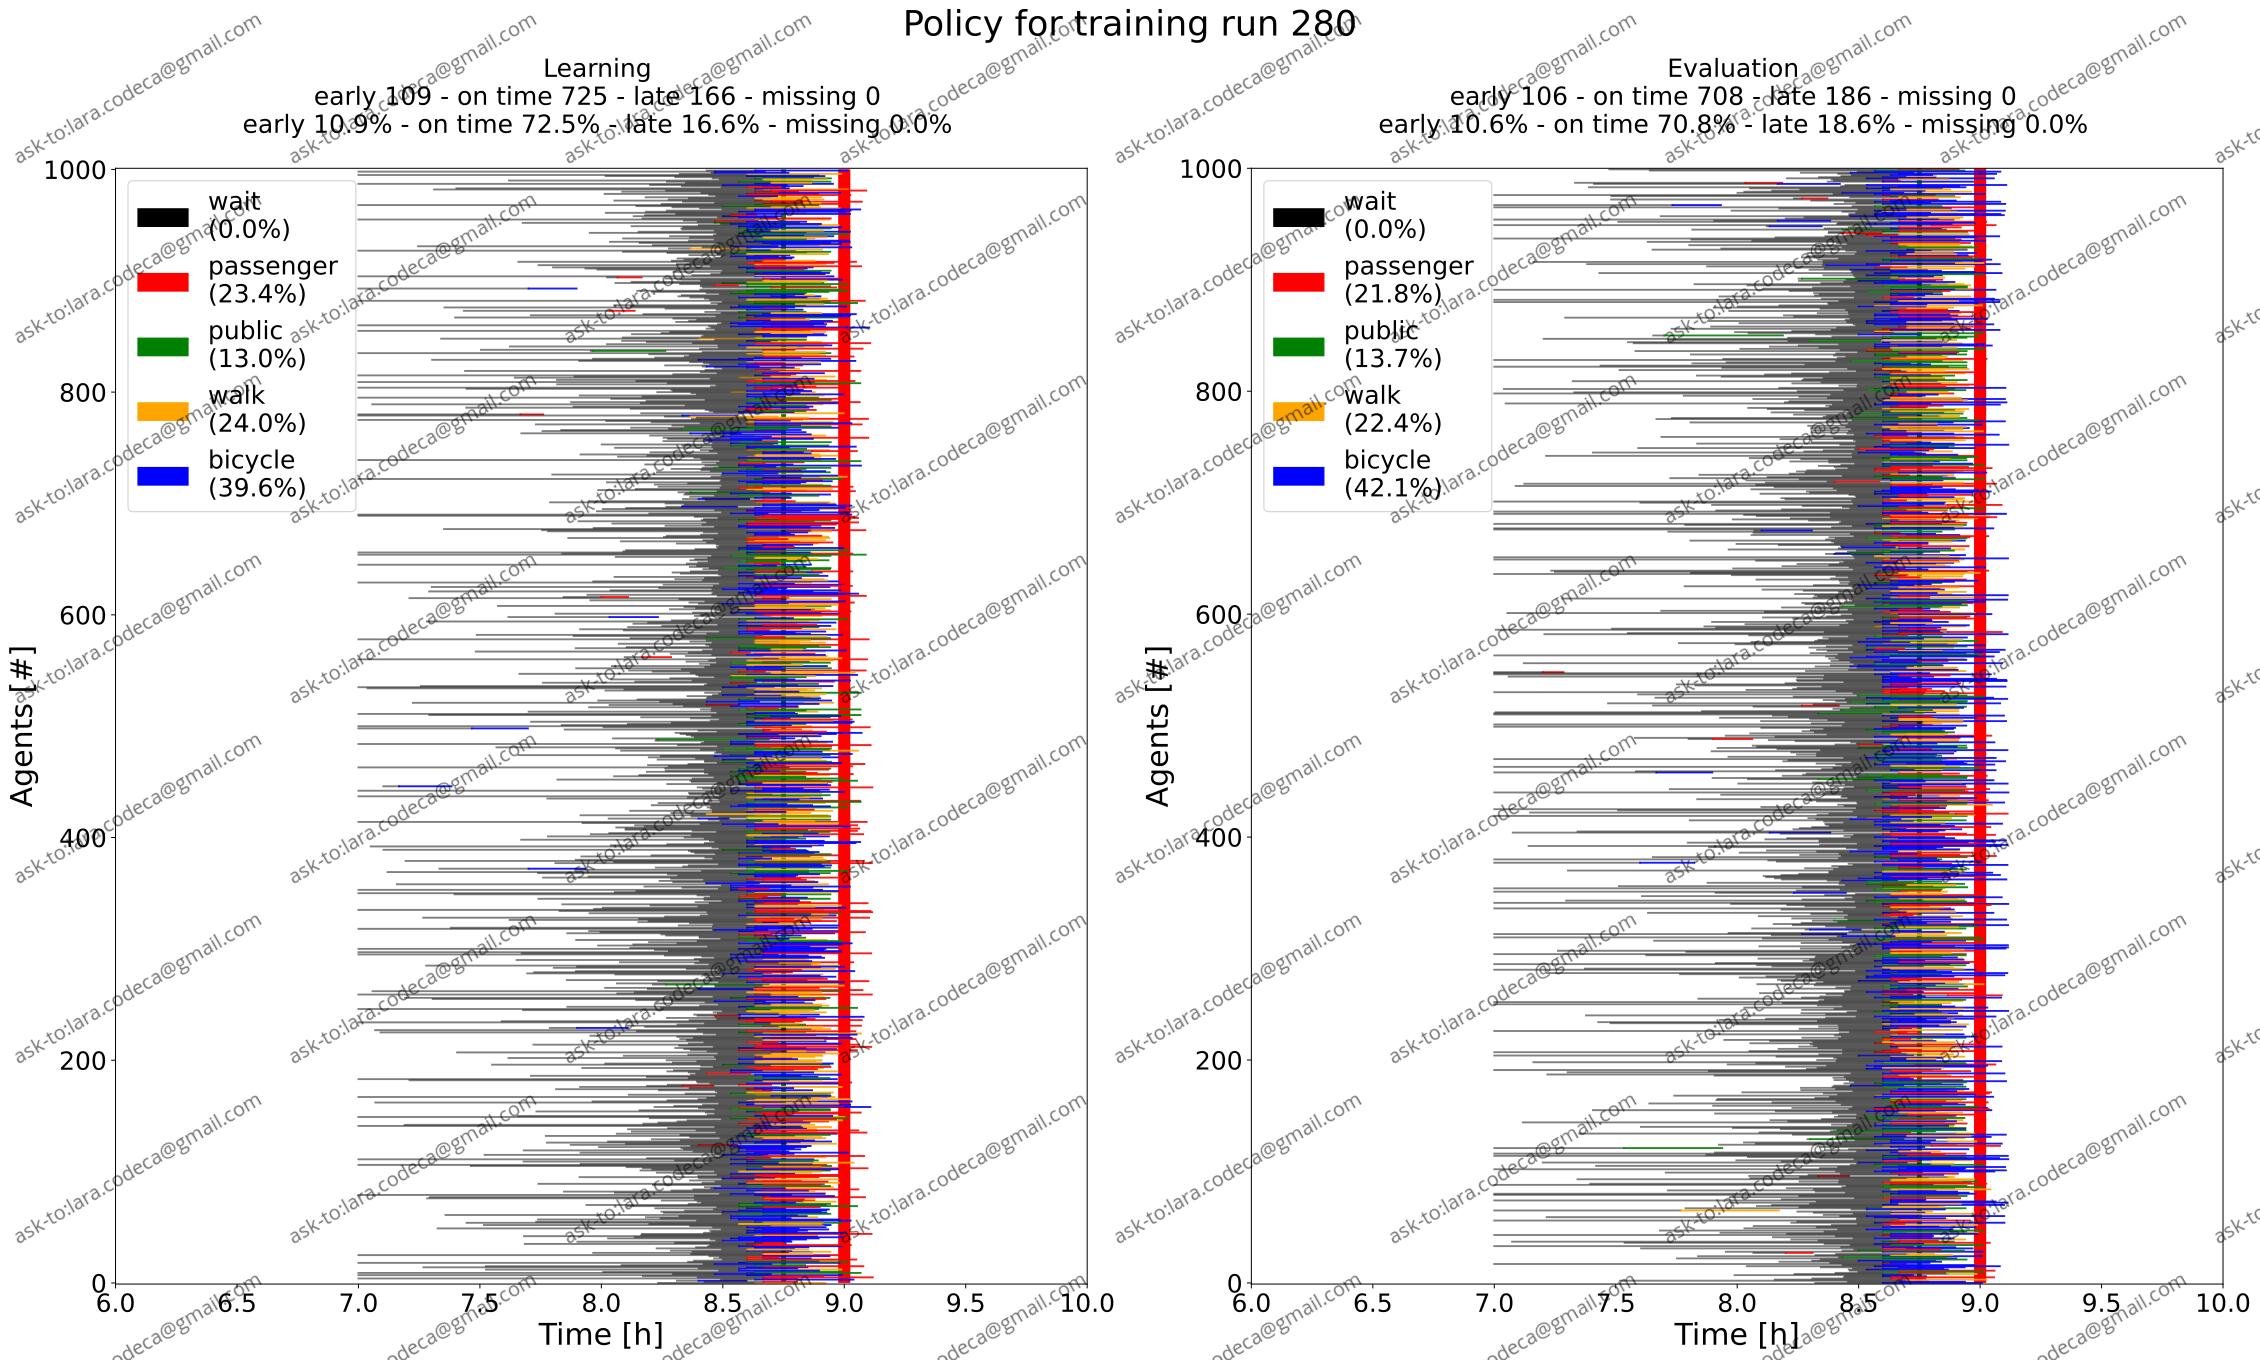 Policy for training run 280
Learning
early 109 - on time 725 - late 166 - missing 0
early 10.9% - on time 72.5% - late 16.6% - missing 0.0%
1000
800
600
400
200
0
Agents [#]
wait
(0.0%)
passenger
(23.4%)
public
(13.0%)
walk
(24.0%)
bicycle
(39.6%)
6.0 6.5 7.0 7.5 8.0 8.5 9.0 9.5 10.0
Time [h]
Evaluation
early 106 - on time 708 - late 186 - missing 0
early 10.6% - on time 70.8% - late 18.6% - missing 0.0%
1000
800
600
400
200
0
Agents [#]
wait
(0.0%)
passenger
(21.8%)
public
(13.7%)
walk
(22.4%)
bicycle
(42.1%)
6.0 6.5 7.0 7.5 8.0 8.5 9.0 9.5 10.0
Time [h]
ask-to:lara.codeca@gmail.com